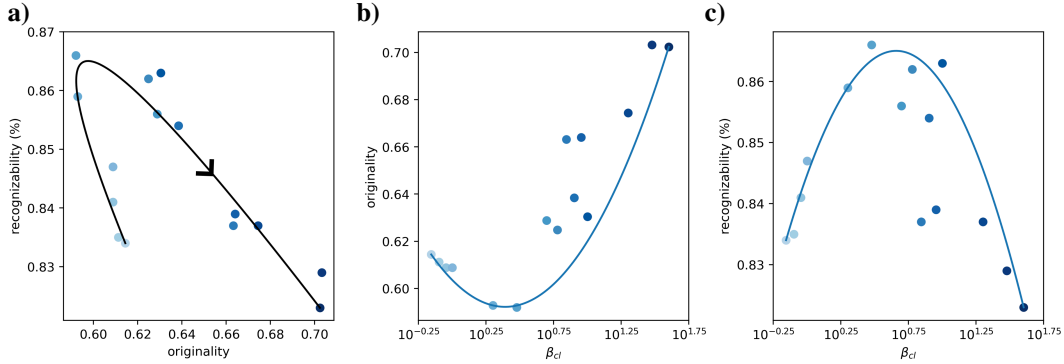 a)
b)
c)
recognizability (%)
0.87
0.86
0.85
0.84
0.83
0.60 0.62 0.64 0.66 0.68 0.70
originality
originality
0.70
0.68
0.66
0.64
0.62
0.60
10^−0.25 10^0.25 10^0.75 10^1.25 10^1.75
β_cl
recognizability (%)
0.86
0.85
0.84
0.83
10^−0.25 10^0.25 10^0.75 10^1.25 10^1.75
β_cl